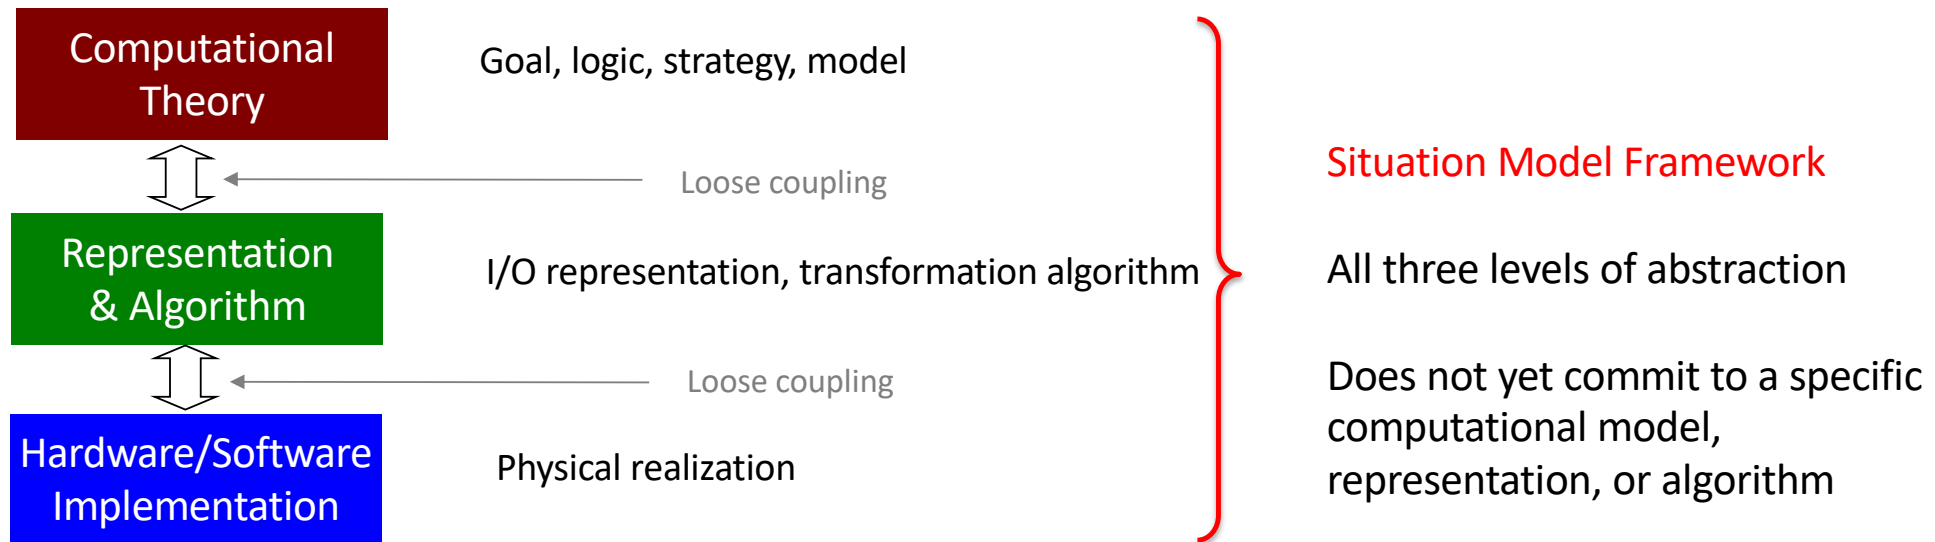 Computational
Theory
Goal, logic, strategy, model
Loose coupling
Representation
& Algorithm
I/O representation, transformation algorithm
Loose coupling
Hardware/Software
Implementation
Physical realization
Situation Model Framework
All three levels of abstraction
Does not yet commit to a specific
computational model,
representation, or algorithm